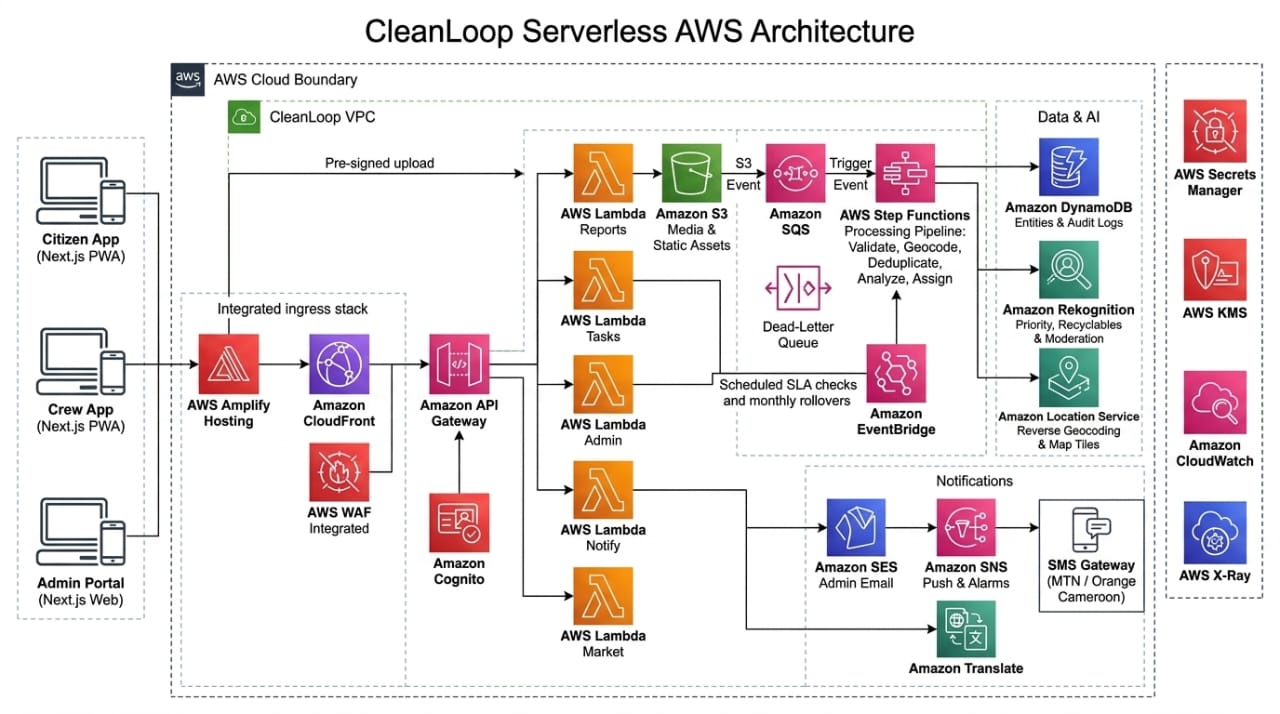 CleanLoop Serverless AWS Architecture
aws
AWS Cloud Boundary
CleanLoop VPC
Pre-signed upload
Citizen App
(Next.js PWA)
Crew App
(Next.js PWA)
Admin Portal
(Next.js Web)
Integrated ingress stack
AWS Amplify
Hosting
Amazon
CloudFront
AWS WAF
Integrated
Amazon API
Gateway
Amazon
Cognito
AWS Lambda
Reports
AWS Lambda
Tasks
AWS Lambda
Admin
AWS Lambda
Notify
AWS Lambda
Market
Amazon S3
Media &
Static Assets
S3
Event
Amazon
SQS
Trigger
Event
AWS Step Functions
Processing Pipeline:
Validate, Geocode,
Deduplicate,
Analyze, Assign
Dead-Letter
Queue
Scheduled SLA checks
and monthly rollovers
Amazon
EventBridge
Data & AI
Amazon DynamoDB
Entities & Audit Logs
Amazon Rekognition
Priority, Recyclables
& Moderation
Amazon Location Service
Reverse Geocoding
& Map Tiles
Notifications
Amazon SES
Admin Email
Amazon SNS
Push & Alarms
SMS Gateway
(MTN / Orange
Cameroon)
Amazon Translate
AWS Secrets
Manager
AWS KMS
Amazon
CloudWatch
AWS X-Ray